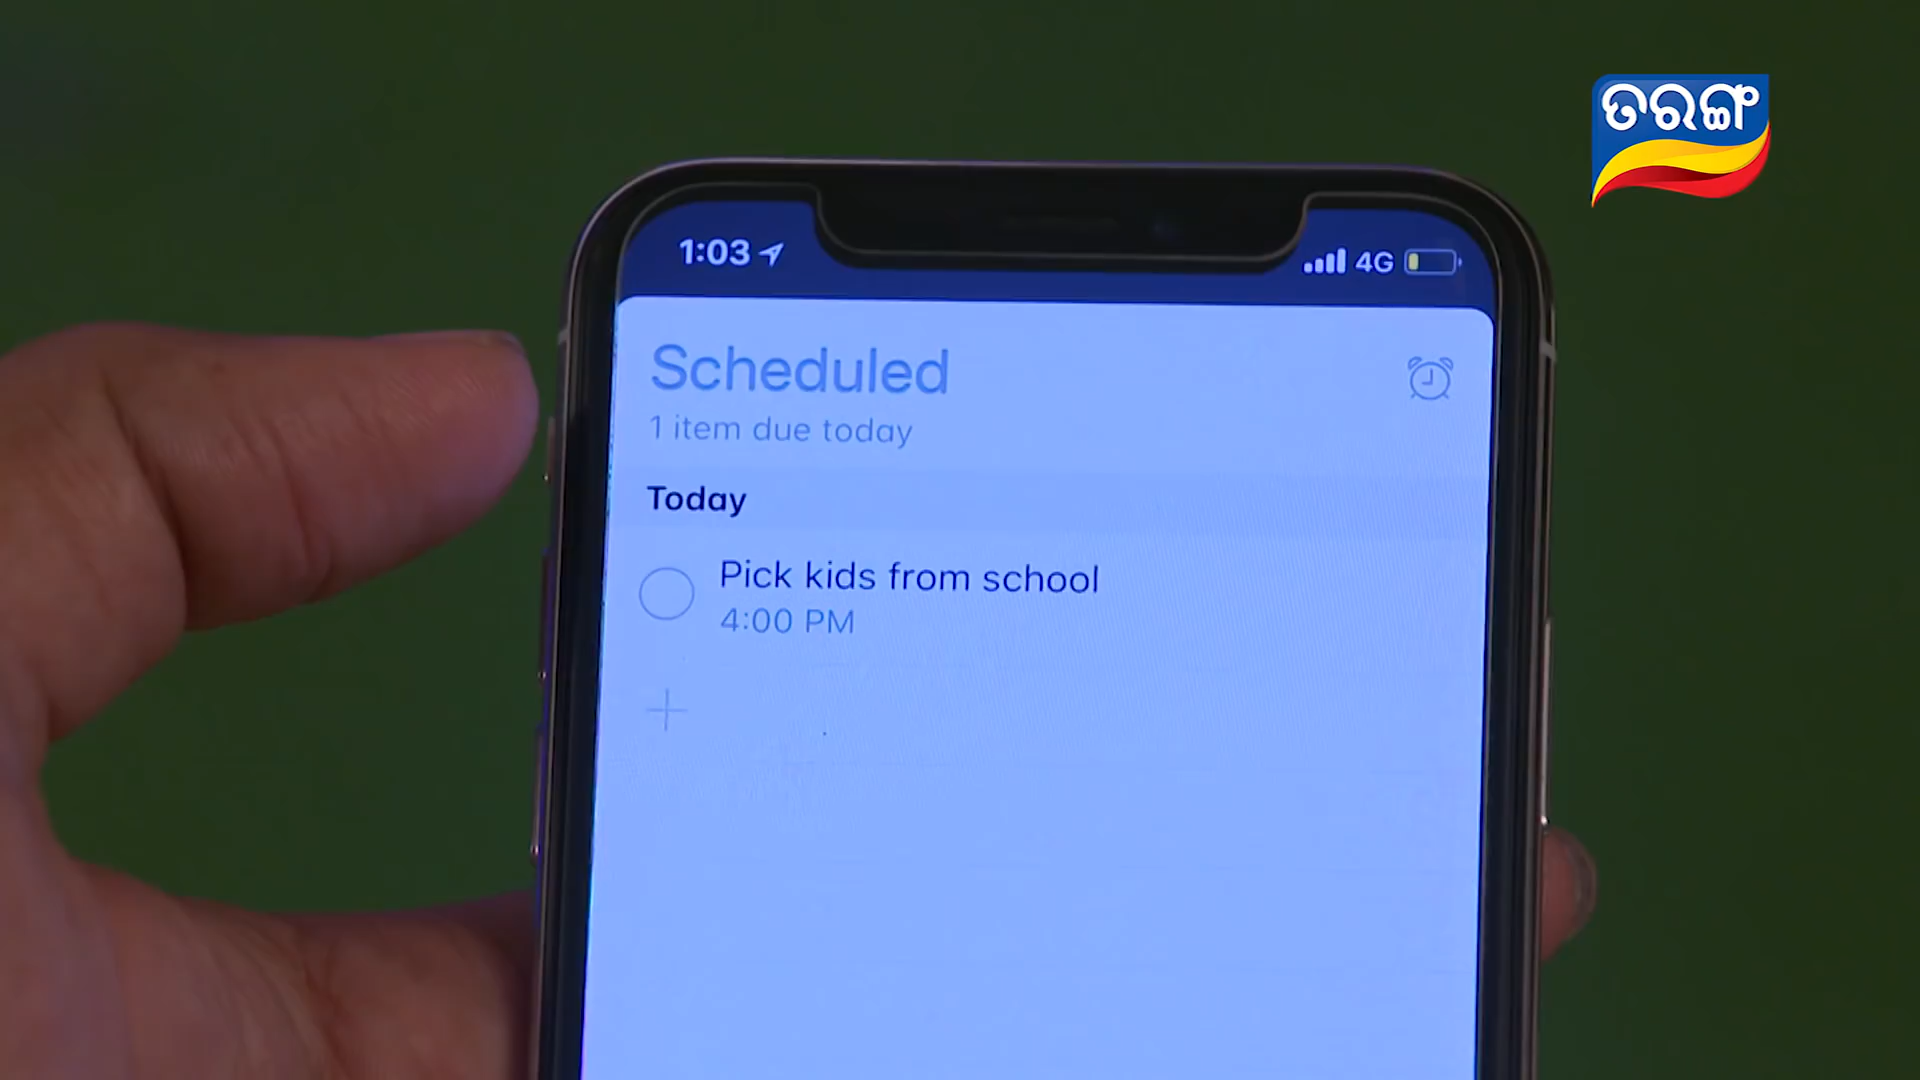 ତରଙ୍ଗ
1:03
4G
Scheduled
1 item due today
Today
Pick kids from school
4:00 PM